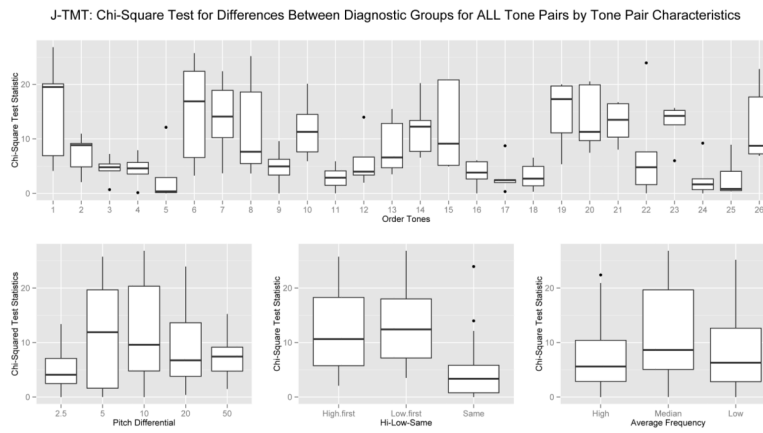 J-TMT: Chi-Square Test for Differences Between Diagnostic Groups for ALL Tone Pairs by Tone Pair Characteristics
Chi-Square Test Statistic
20
10
0
1 2 3 4 5 6 7 8 9 10 11 12 13 14 15 16 17 18 19 20 21 22 23 24 25 26
Order Tones
Chi-Squared Test Statistics
20
10
0
2.5 5 10 20 50
Pitch Differential
Chi-Square Test Statistic
20
10
0
High.first Low.first Same
Hi-Low-Same
Chi-Square Test Statistic
20
10
0
High Median Low
Average Frequency